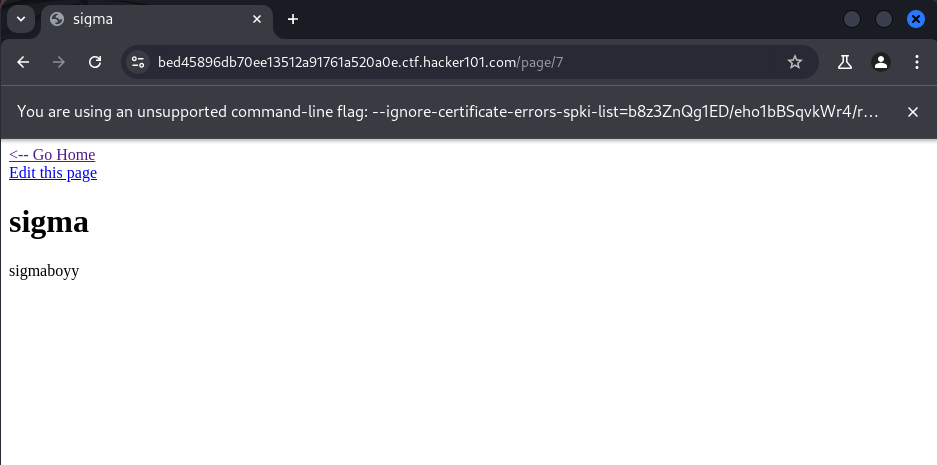 sigma
bed45896db70ee13512a91761a520a0e.ctf.hacker101.com/page/7
You are using an unsupported command-line flag: --ignore-certificate-errors-spki-list=b8z3ZnQg1ED/eho1bBSqvkWr4/r...
<-- Go Home
Edit this page
sigma
sigmaboyy